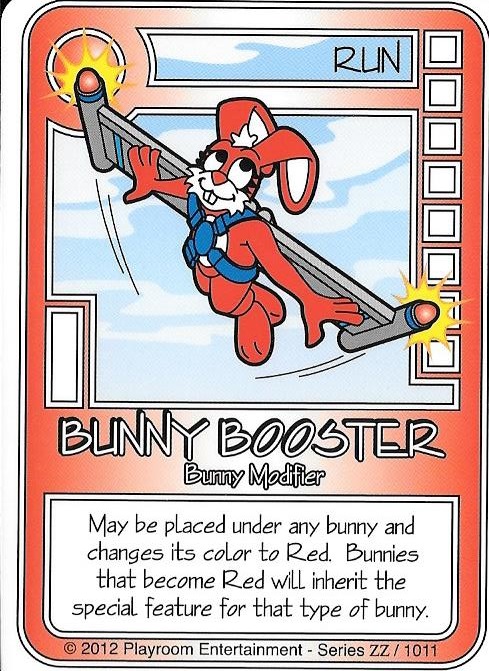 RUN
BUNNY BOOSTER
Bunny Modifier
May be placed under any bunny and
changes its color to Red. Bunnies
that become Red will inherit the
special feature for that type of bunny.
© 2012 Playroom Entertainment - Series ZZ / 1011